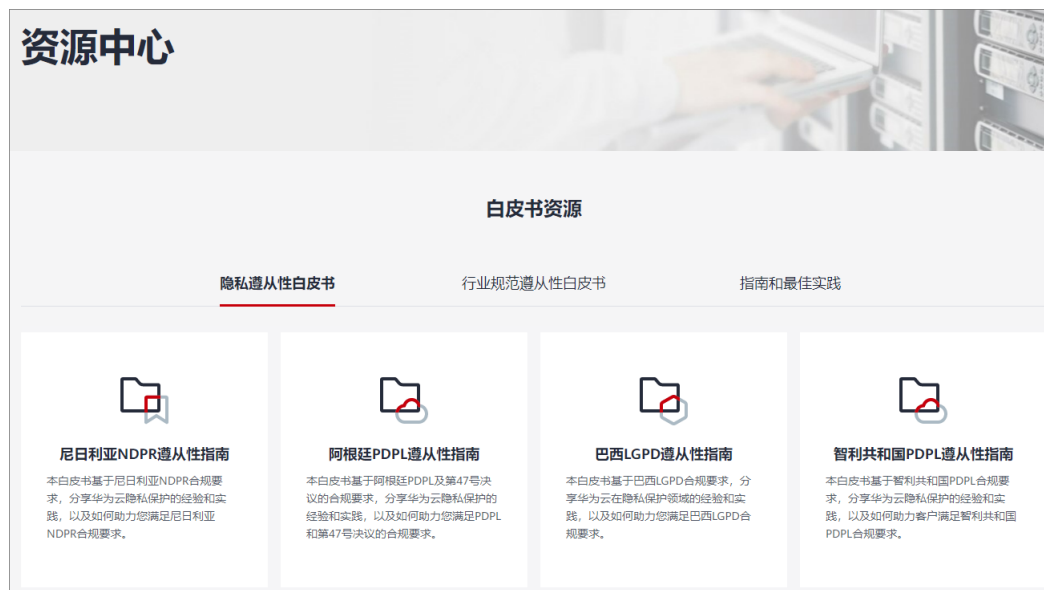 资源中心
白皮书资源
隐私遵从性白皮书
行业规范遵从性白皮书
指南和最佳实践
尼日利亚NDPR遵从性指南
本白皮书基于尼日利亚NDPR合规要
求，分享华为云隐私保护的经验和实
践，以及如何助力您满足尼日利亚
NDPR合规要求。
阿根廷PDPL遵从性指南
本白皮书基于阿根廷PDPL及第47号决
议的合规要求，分享华为云隐私保护的
经验和实践，以及如何助力您满足PDPL
和第47号决议的合规要求。
巴西LGPD遵从性指南
本白皮书基于巴西LGPD合规要求，分
享华为云在隐私保护领域的经验和实
践，以及如何助力您满足巴西LGPD合
规要求。
智利共和国PDPL遵从性指南
本白皮书基于智利共和国PDPL合规要
求，分享华为云隐私保护的经验和实
践，以及如何助力客户满足智利共和国
PDPL合规要求。